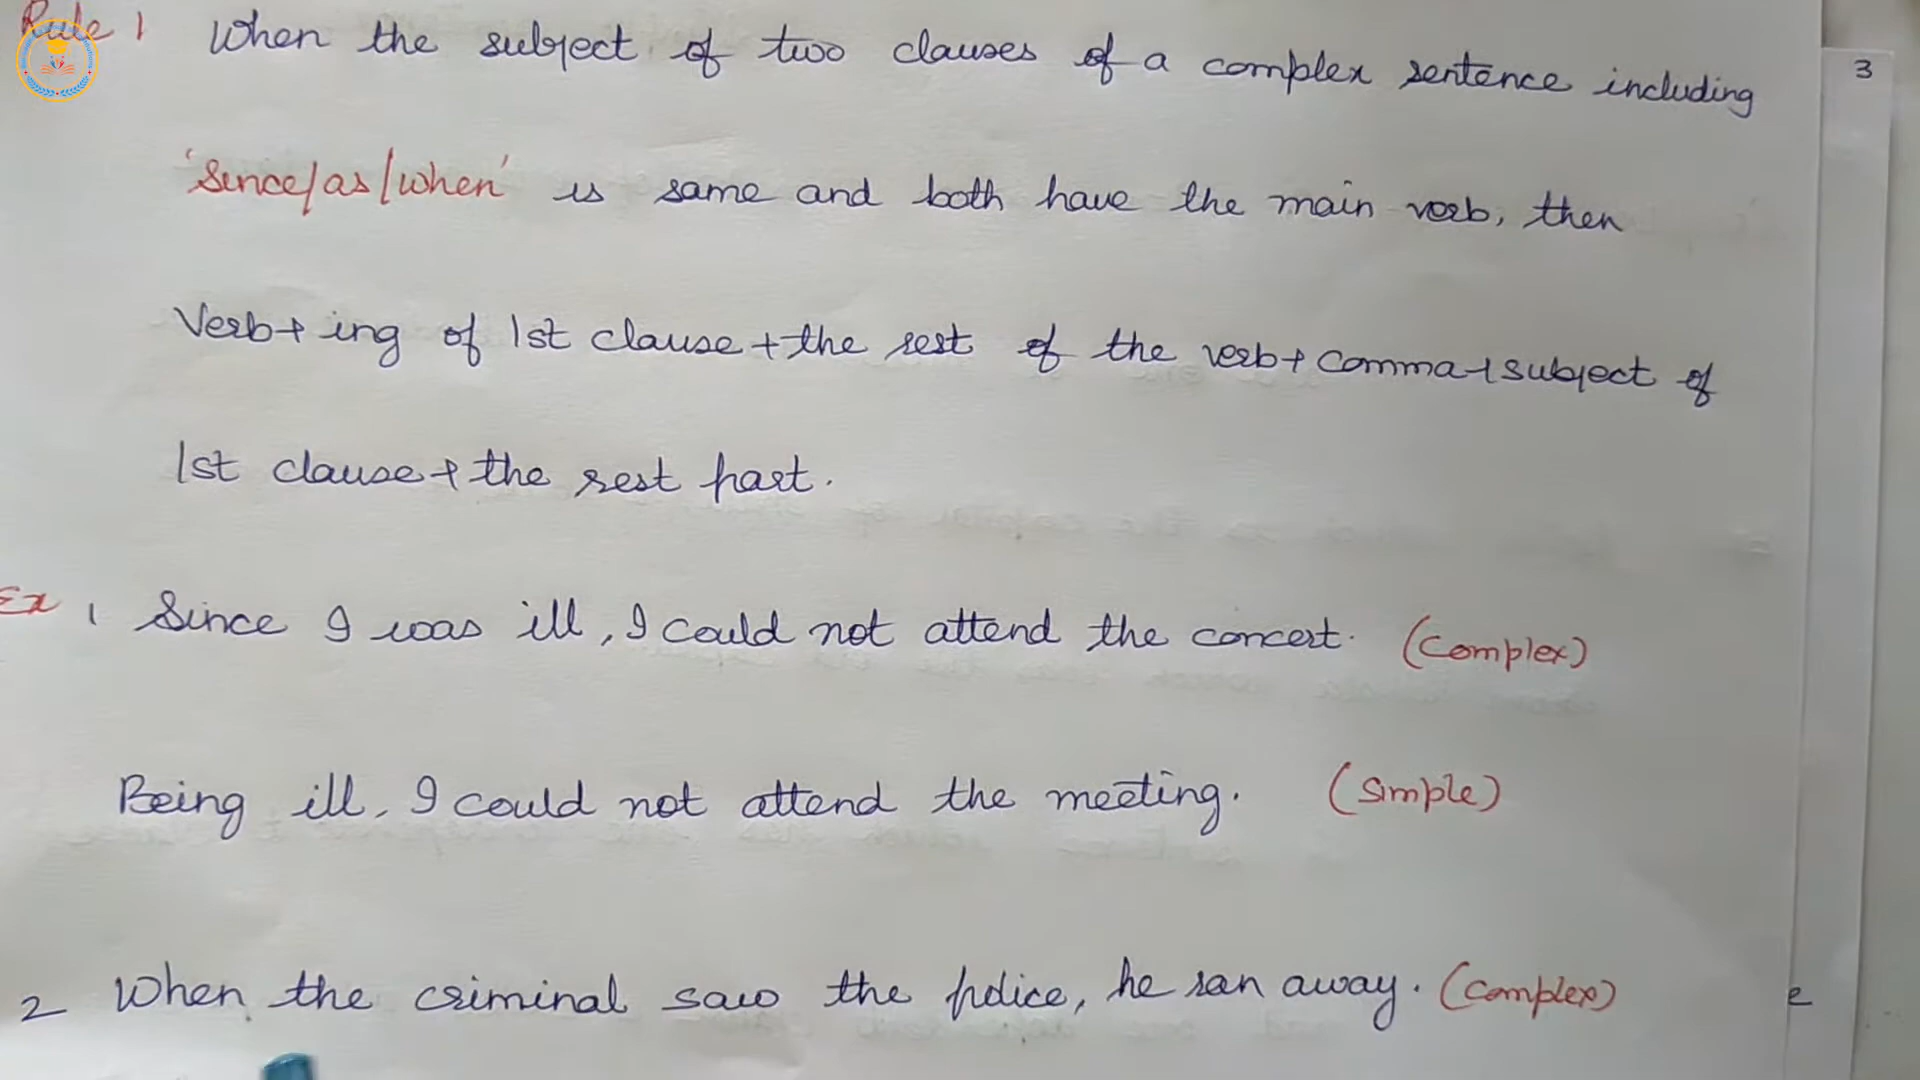 Rule 1 When the subject of two clauses of a complex sentence including
3
'Since/as/when' is same and both have the main verb, then
Verb+ ing of 1st clause+the rest of the verb+comma+subject of
1st clause+the rest part.
Ex 1 Since I was ill, I could not attend the concert. (Complex)
Being ill, I could not attend the meeting. (Simple)
2 When the criminal saw the police, he ran away. (Complex)